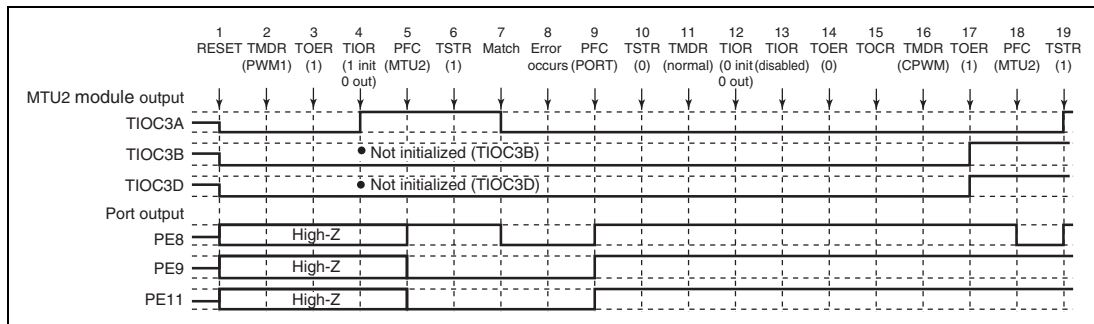 1 2 3 4 5 6 7 8 9 10 11 12 13 14 15 16 17 18 19
RESET TMDR TOER TIOR PFC TSTR Match Error PFC TSTR TMDR TIOR TIOR TOER TOCR TMDR TOER PFC TSTR
(PWM1) (1) (1 init (MTU2) (1) occurs (PORT) (0) (normal) (0 init (disabled) (0) (CPWM) (1) (MTU2) (1)
0 out) 0 out)
MTU2 module output
TIOC3A
TIOC3B • Not initialized (TIOC3B)
TIOC3D • Not initialized (TIOC3D)
Port output
PE8 High-Z
PE9 High-Z
PE11 High-Z